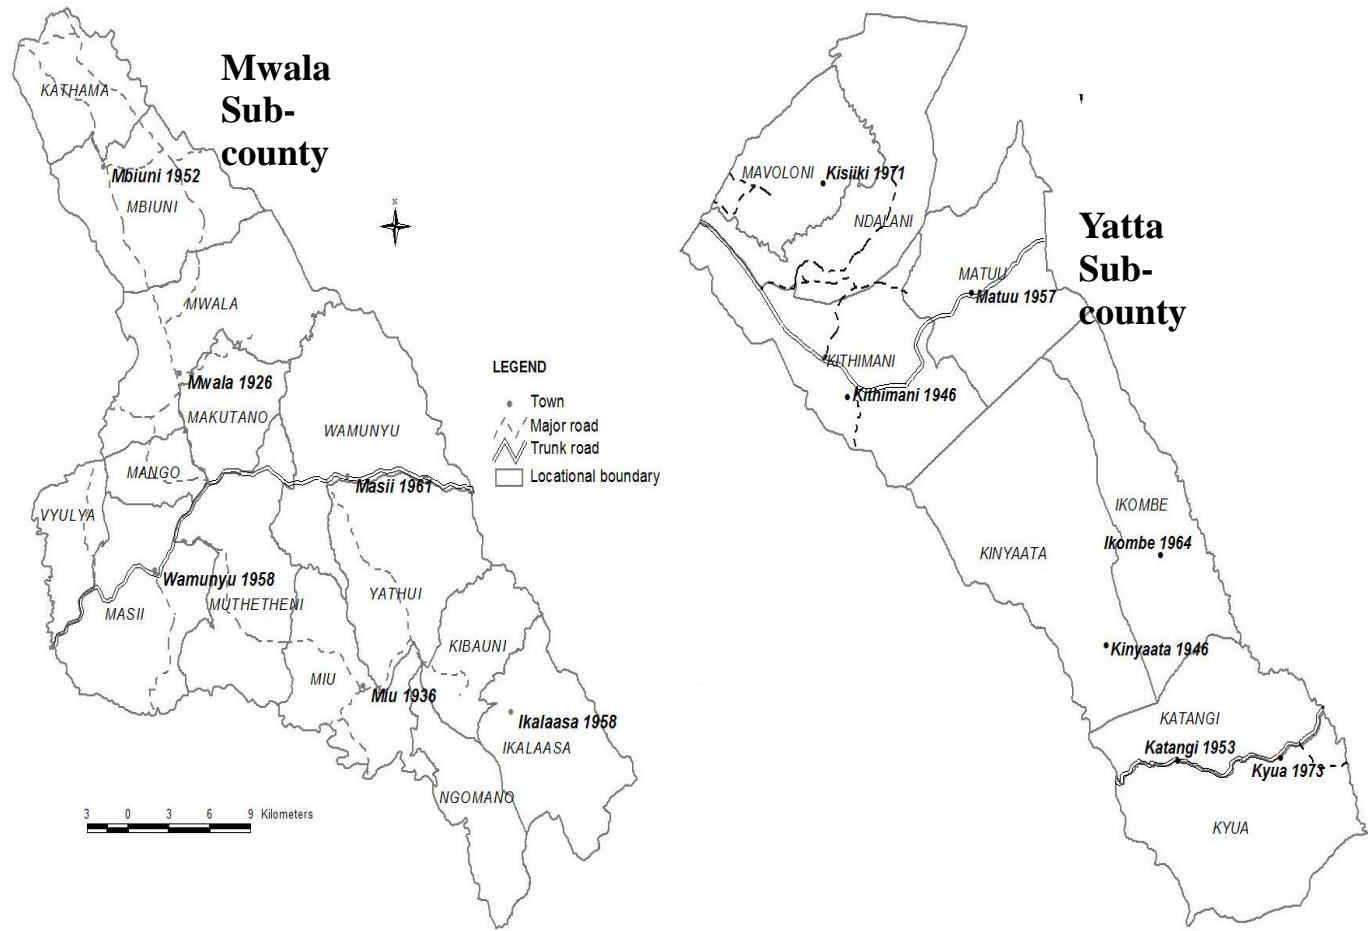 Mwala
Sub-
county
KATHAMA
Mbiuni 1952
MBIUNI
N
MWALA
Mwala 1926
MAKUTANO
WAMUNYU
MANGO
Masii 1961
VYULYA
Wamunyu 1958
MASII
MUTHETHENI
YATHUI
KIBAUNI
MIU
Miu 1936
Ikalaasa 1958
IKALAASA
NGOMANO
3 0 3 6 9 Kilometers
LEGEND
Town
Major road
Trunk road
Locational boundary
Yatta
Sub-
county
MAVOLONI
Kisiiki 1971
NDALANI
MATUU
Matuu 1957
KITHIMANI
Kithimani 1946
IKOMBE
Ikombe 1964
KINYAATA
Kinyaata 1946
KATANGI
Katangi 1953
Kyua 1973
KYUA